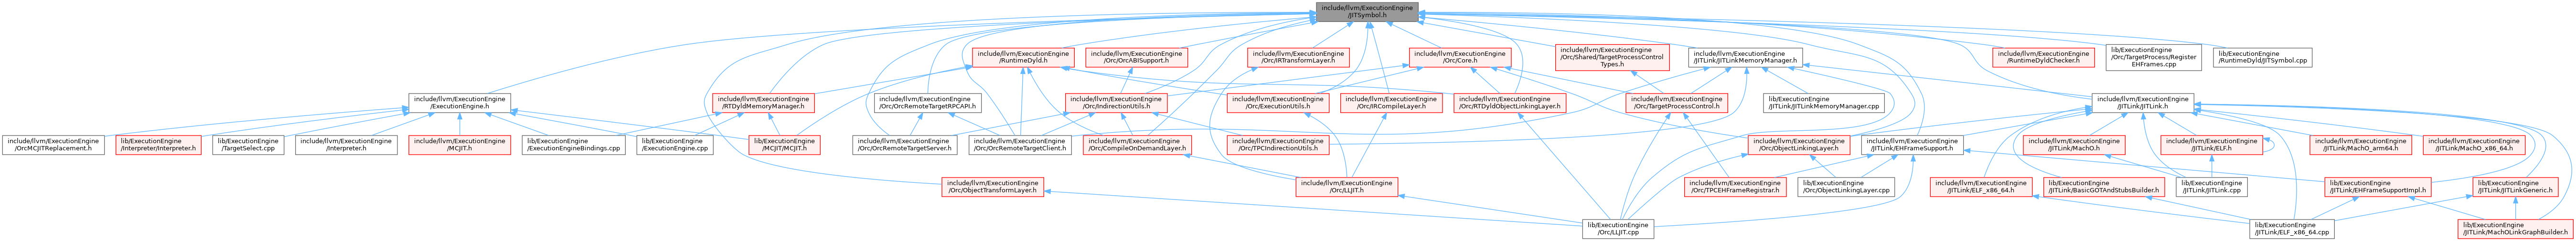 include/llvm/ExecutionEngine
/JITSymbol.h
include/llvm/ExecutionEngine
/RuntimeDyld.h
include/llvm/ExecutionEngine
/Orc/OrcABISupport.h
include/llvm/ExecutionEngine
/Orc/IRTransformLayer.h
include/llvm/ExecutionEngine
/Orc/Core.h
include/llvm/ExecutionEngine
/Orc/Shared/TargetProcessControl
Types.h
include/llvm/ExecutionEngine
/JITLink/JITLinkMemoryManager.h
include/llvm/ExecutionEngine
/RuntimeDyldChecker.h
lib/ExecutionEngine
/Orc/TargetProcess/Register
EHFrames.cpp
lib/ExecutionEngine
/RuntimeDyld/JITSymbol.cpp
include/llvm/ExecutionEngine
/ExecutionEngine.h
include/llvm/ExecutionEngine
/RTDyldMemoryManager.h
include/llvm/ExecutionEngine
/Orc/OrcRemoteTargetRPCAPI.h
include/llvm/ExecutionEngine
/Orc/IndirectionUtils.h
include/llvm/ExecutionEngine
/Orc/ExecutionUtils.h
include/llvm/ExecutionEngine
/Orc/IRCompileLayer.h
include/llvm/ExecutionEngine
/Orc/RTDyldObjectLinkingLayer.h
include/llvm/ExecutionEngine
/Orc/TargetProcessControl.h
lib/ExecutionEngine
/JITLink/JITLinkMemoryManager.cpp
include/llvm/ExecutionEngine
/JITLink/JITLink.h
include/llvm/ExecutionEngine
/OrcMCJITReplacement.h
lib/ExecutionEngine
/Interpreter/Interpreter.h
lib/ExecutionEngine
/TargetSelect.cpp
include/llvm/ExecutionEngine
/Interpreter.h
include/llvm/ExecutionEngine
/MCJIT.h
lib/ExecutionEngine
/ExecutionEngineBindings.cpp
lib/ExecutionEngine
/ExecutionEngine.cpp
lib/ExecutionEngine
/MCJIT/MCJIT.h
include/llvm/ExecutionEngine
/Orc/OrcRemoteTargetServer.h
include/llvm/ExecutionEngine
/Orc/OrcRemoteTargetClient.h
include/llvm/ExecutionEngine
/Orc/CompileOnDemandLayer.h
include/llvm/ExecutionEngine
/Orc/TPCIndirectionUtils.h
include/llvm/ExecutionEngine
/Orc/ObjectLinkingLayer.h
include/llvm/ExecutionEngine
/JITLink/EHFrameSupport.h
include/llvm/ExecutionEngine
/JITLink/MachO.h
include/llvm/ExecutionEngine
/JITLink/ELF.h
include/llvm/ExecutionEngine
/JITLink/MachO_arm64.h
include/llvm/ExecutionEngine
/JITLink/MachO_x86_64.h
include/llvm/ExecutionEngine
/Orc/ObjectTransformLayer.h
include/llvm/ExecutionEngine
/Orc/LLJIT.h
include/llvm/ExecutionEngine
/Orc/TPCEHFrameRegistrar.h
lib/ExecutionEngine
/Orc/ObjectLinkingLayer.cpp
include/llvm/ExecutionEngine
/JITLink/ELF_x86_64.h
lib/ExecutionEngine
/JITLink/BasicGOTAndStubsBuilder.h
lib/ExecutionEngine
/JITLink/JITLink.cpp
lib/ExecutionEngine
/JITLink/EHFrameSupportImpl.h
lib/ExecutionEngine
/JITLink/JITLinkGeneric.h
lib/ExecutionEngine
/Orc/LLJIT.cpp
lib/ExecutionEngine
/JITLink/ELF_x86_64.cpp
lib/ExecutionEngine
/JITLink/MachOLinkGraphBuilder.h